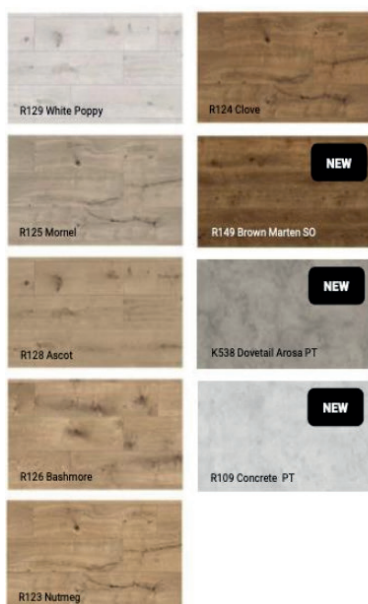 R129 White Poppy
R125 Mornel
R128 Ascot
R126 Bashmore
R123 Nutmeg
R124 Clove
NEW
R149 Brown Marten SO
NEW
K538 Dovetail Arosa PT
NEW
R109 Concrete PT